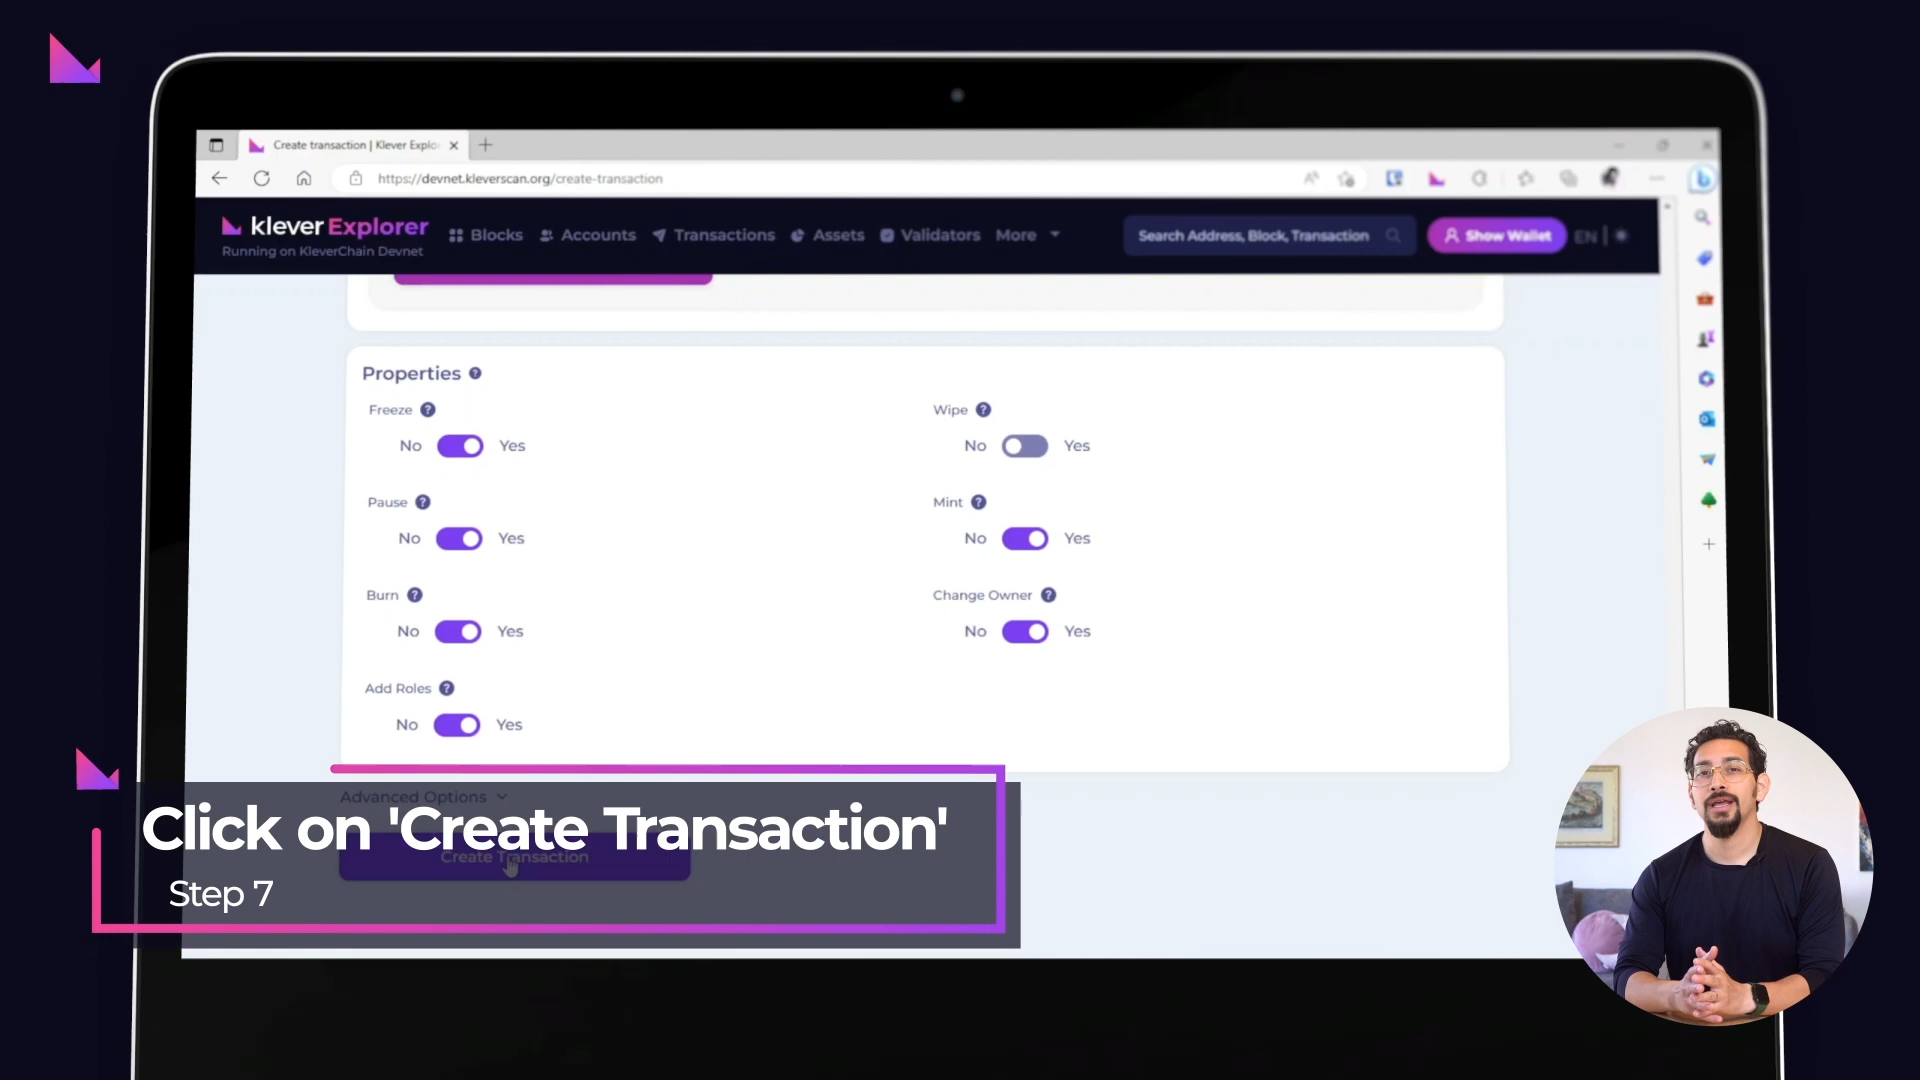 Create transaction | Klever Explo
https://devnet.kleverscan.org/create-transaction
klever Explorer
Running on KleverChain Devnet
Blocks
Accounts
Transactions
Assets
Validators
More
Search Address, Block, Transaction
Show Wallet
EN
Properties
Freeze
No Yes
Wipe
No Yes
Pause
No Yes
Mint
No Yes
Burn
No Yes
Change Owner
No Yes
Add Roles
No Yes
Advanced Options
Click on 'Create Transaction'
Create Transaction
Step 7